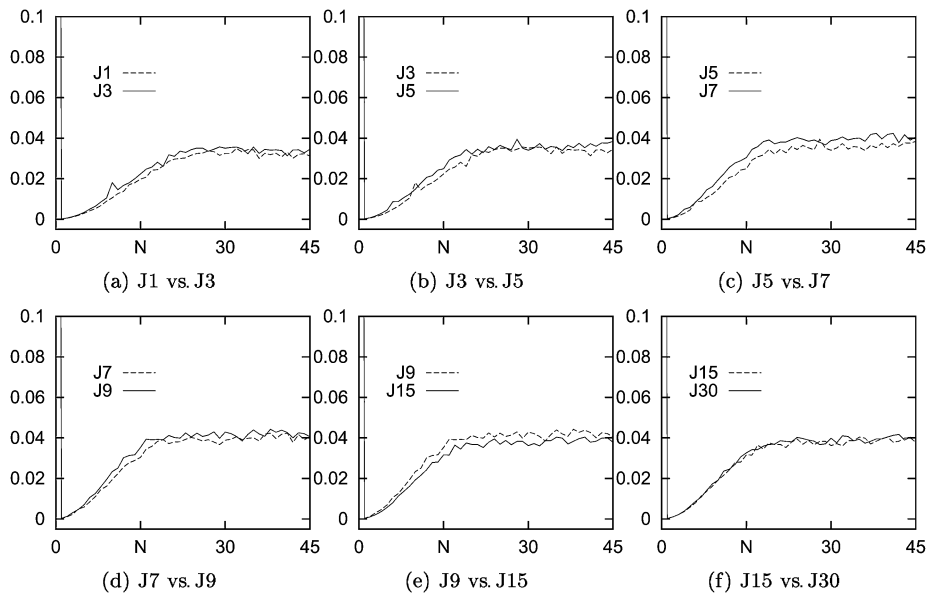 0.1 0.1 0.1
0.08 0.08 0.08
J1 J3 J5
J3 J5 J7
0.06 0.06 0.06
0.04 0.04 0.04
0.02 0.02 0.02
0 0 0
0 N 30 45 0 N 30 45 0 N 30 45
(a) J1 vs. J3 (b) J3 vs. J5 (c) J5 vs. J7
0.1 0.1 0.1
0.08 0.08 0.08
J7 J9 J15
J9 J15 J30
0.06 0.06 0.06
0.04 0.04 0.04
0.02 0.02 0.02
0 0 0
0 N 30 45 0 N 30 45 0 N 30 45
(d) J7 vs. J9 (e) J9 vs. J15 (f) J15 vs. J30